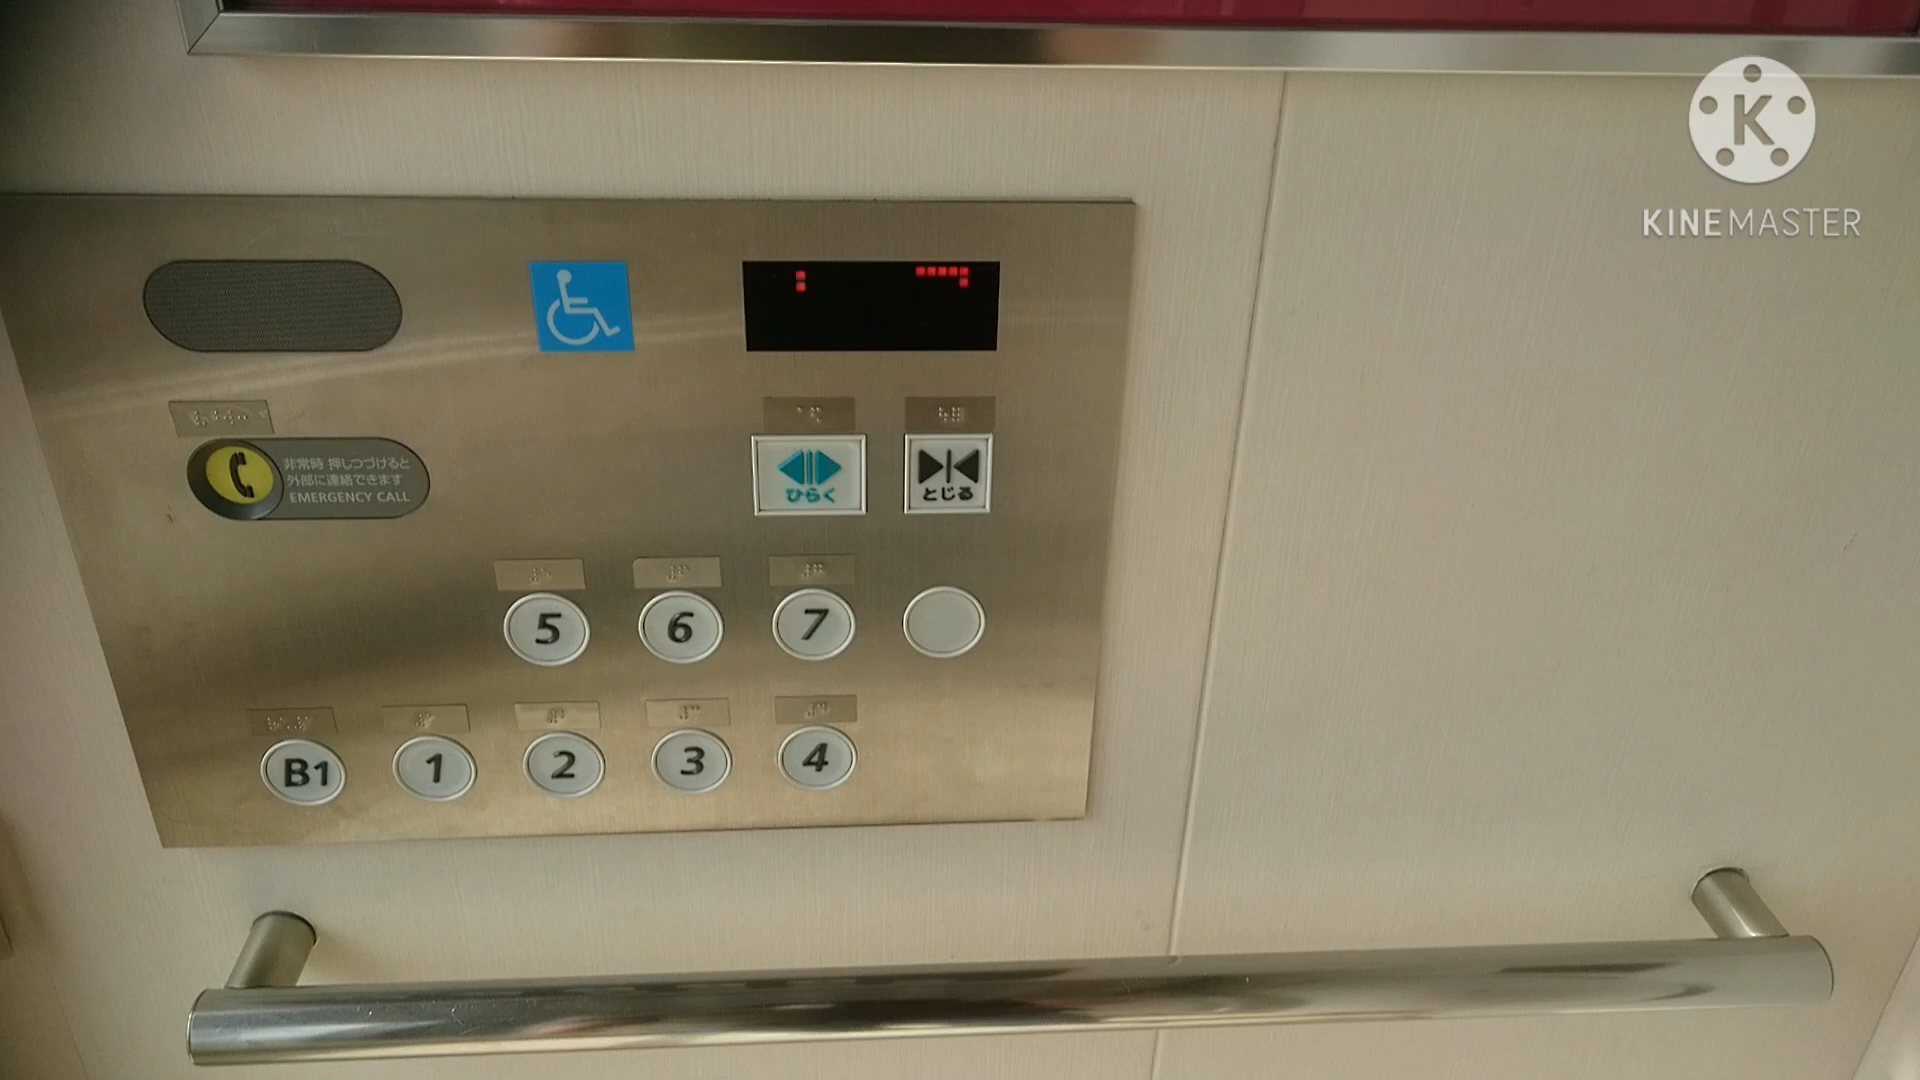 K
KINEMASTER
非常時 押しつづけると
外部に連絡できます
EMERGENCY CALL
ひらく
とじる
5 6 7
B1 1 2 3 4